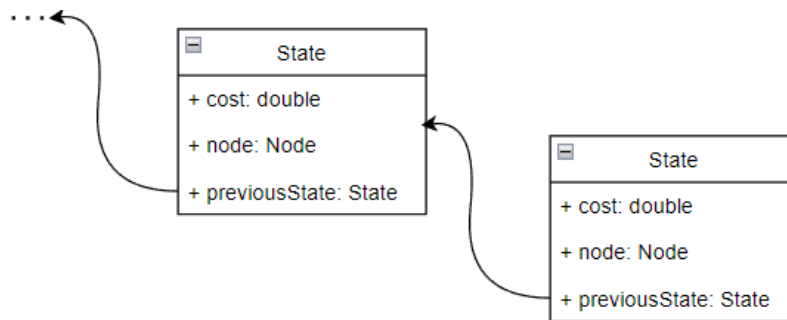 ...
State
+ cost: double
+ node: Node
+ previousState: State
State
+ cost: double
+ node: Node
+ previousState: State